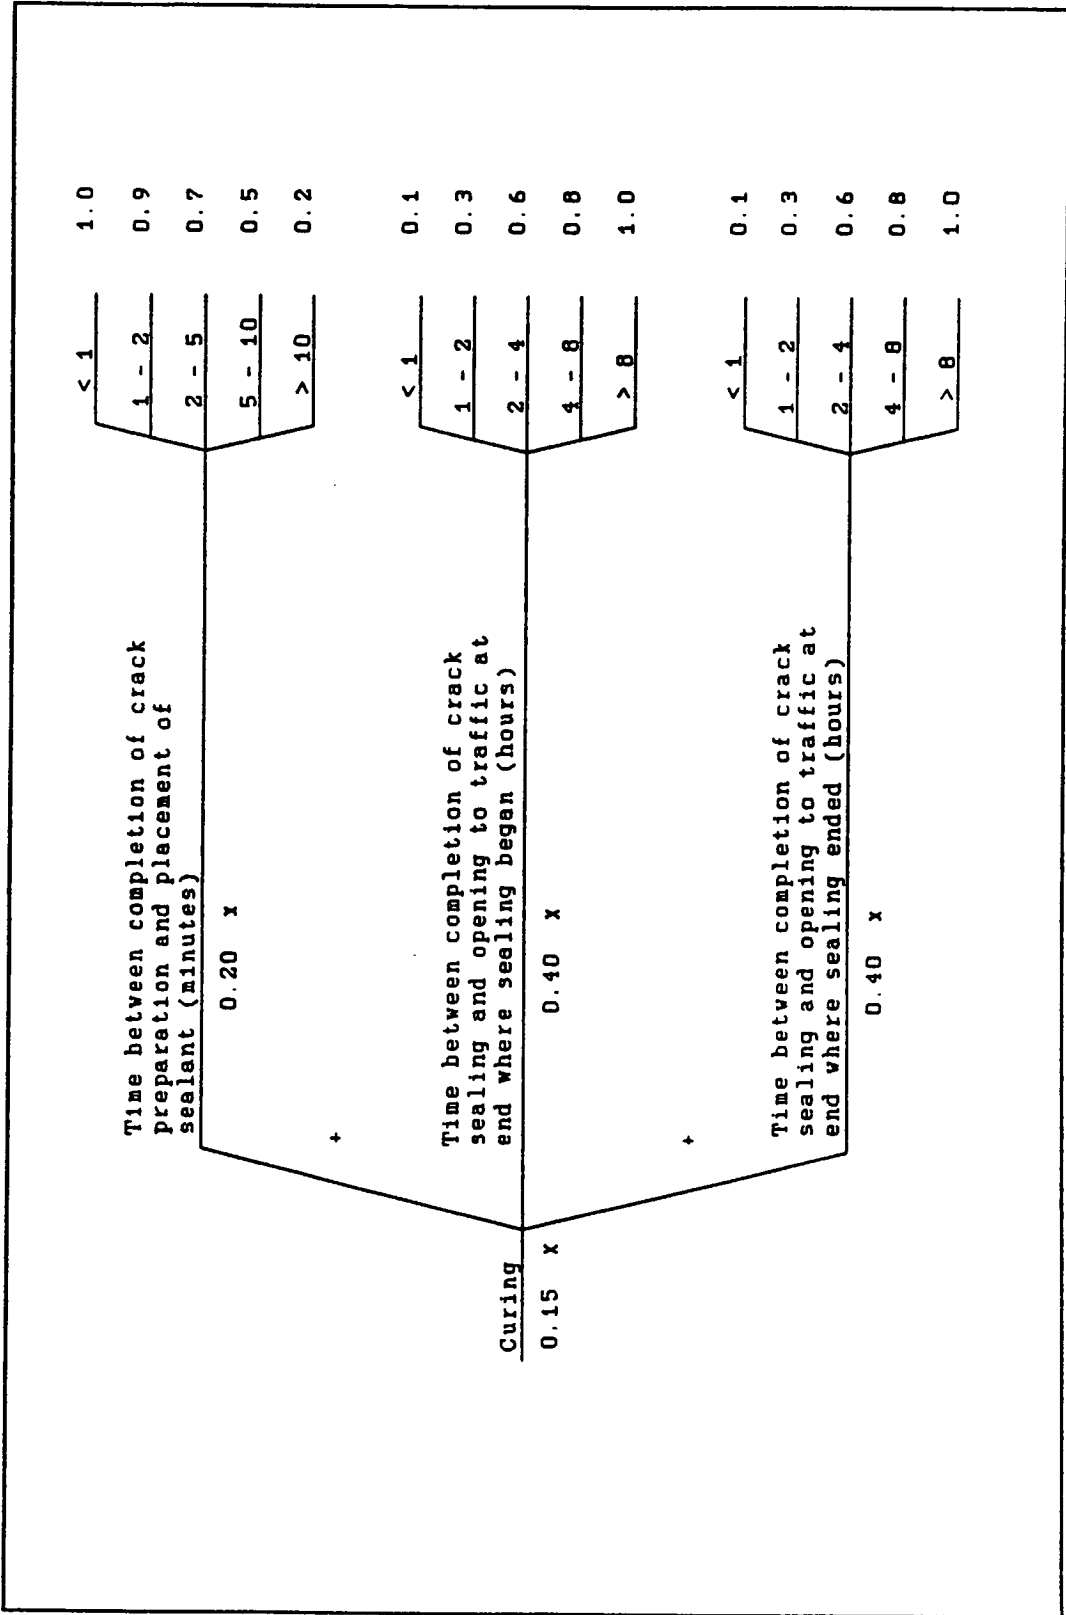 Curing
0.15 x
Time between completion of crack
preparation and placement of
sealant (minutes)
0.20 x
< 1 1.0
1 - 2 0.9
2 - 5 0.7
5 - 10 0.5
> 10 0.2
+
Time between completion of crack
sealing and opening to traffic at
end where sealing began (hours)
0.40 x
< 1 0.1
1 - 2 0.3
2 - 4 0.6
4 - 8 0.8
> 8 1.0
+
Time between completion of crack
sealing and opening to traffic at
end where sealing ended (hours)
0.40 x
< 1 0.1
1 - 2 0.3
2 - 4 0.6
4 - 8 0.8
> 8 1.0